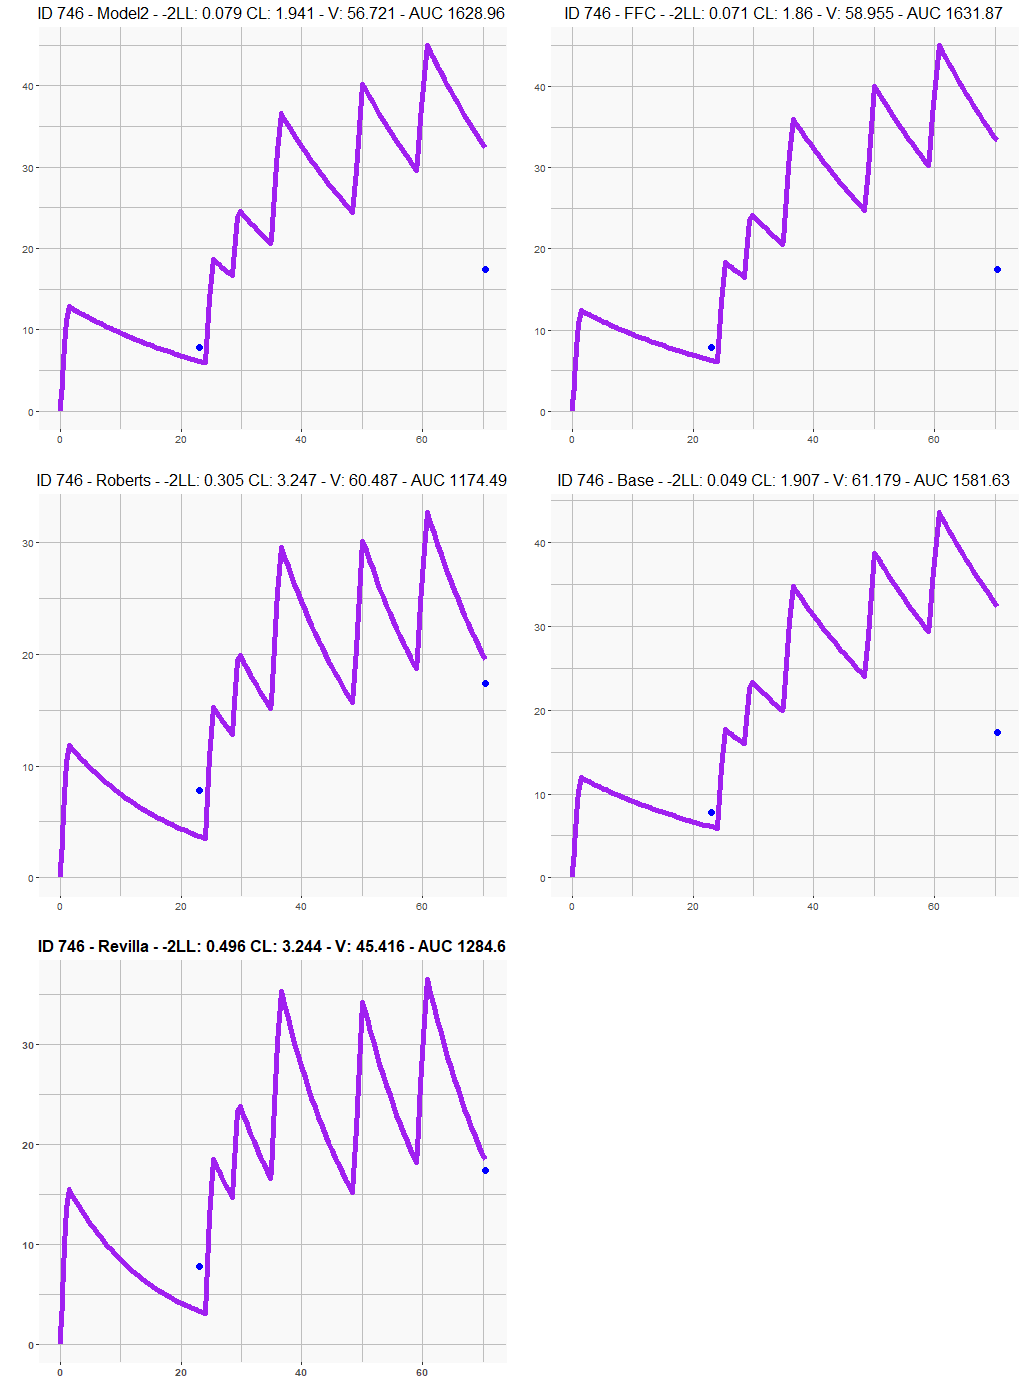 ID 746 - Model2 - -2LL: 0.079 CL: 1.941 - V: 56.721 - AUC 1628.96
40
30
20
10
0
0 20 40 60
ID 746 - FFC - -2LL: 0.071 CL: 1.86 - V: 58.955 - AUC 1631.87
40
30
20
10
0
0 20 40 60
ID 746 - Roberts - -2LL: 0.305 CL: 3.247 - V: 60.487 - AUC 1174.49
30
20
10
0
0 20 40 60
ID 746 - Base - -2LL: 0.049 CL: 1.907 - V: 61.179 - AUC 1581.63
40
30
20
10
0
0 20 40 60
ID 746 - Revilla - -2LL: 0.496 CL: 3.244 - V: 45.416 - AUC 1284.6
30
20
10
0
0 20 40 60